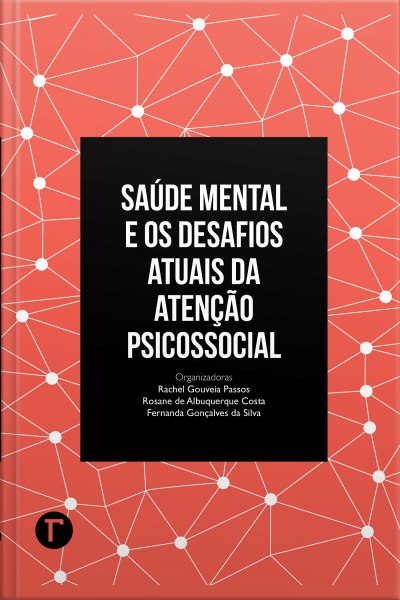 SAÚDE MENTAL
E OS DESAFIOS
ATUAIS DA
ATENÇÃO
PSICOSSOCIAL
Organizadoras
Rachel Gouveia Passos
Rosane de Albuquerque Costa
Fernanda Gonçalves da Silva